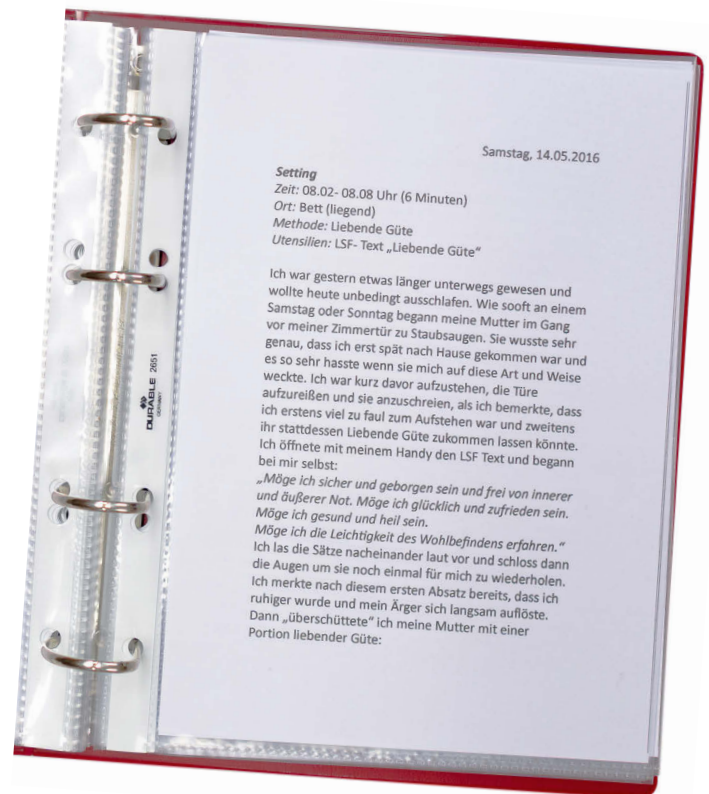 Samstag, 14.05.2016
Setting
Zeit: 08.02- 08.08 Uhr (6 Minuten)
Ort: Bett (liegend)
Methode: Liebende Güte
Utensilien: LSF- Text „Liebende Güte“
Ich war gestern etwas länger unterwegs gewesen und
wollte heute unbedingt ausschlafen. Wie sooft an einem
Samstag oder Sonntag begann meine Mutter im Gang
vor meiner Zimmertür zu Staubsaugen. Sie wusste sehr
genau, dass ich erst spät nach Hause gekommen war und
es so sehr hasste wenn sie mich auf diese Art und Weise
weckte. Ich war kurz davor aufzustehen, die Türe
aufzureißen und sie anzuschreien, als ich bemerkte, dass
ich erstens viel zu faul zum Aufstehen war und zweitens
ihr stattdessen Liebende Güte zukommen lassen könnte.
Ich öffnete mit meinem Handy den LSF Text und begann
bei mir selbst:
„Möge ich sicher und geborgen sein und frei von innerer
und äußerer Not. Möge ich glücklich und zufrieden sein.
Möge ich gesund und heil sein.
Möge ich die Leichtigkeit des Wohlbefindens erfahren.“
Ich las die Sätze nacheinander laut vor und schloss dann
die Augen um sie noch einmal für mich zu wiederholen.
Ich merkte nach diesem ersten Absatz bereits, dass ich
ruhiger wurde und mein Ärger sich langsam auflöste.
Dann „überschüttete“ ich meine Mutter mit einer
Portion liebender Güte:
DURABLE 2651
GERMANY